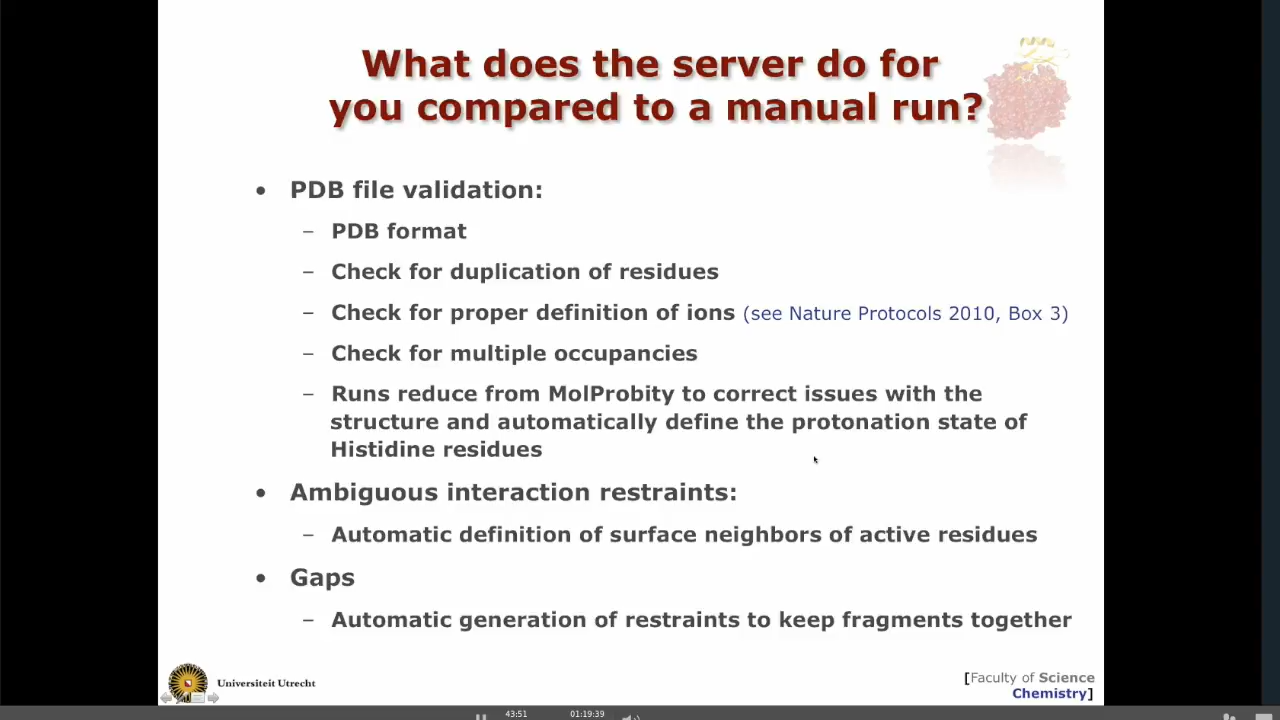 What does the server do for
you compared to a manual run?
• PDB file validation:
– PDB format
– Check for duplication of residues
– Check for proper definition of ions (see Nature Protocols 2010, Box 3)
– Check for multiple occupancies
– Runs reduce from MolProbity to correct issues with the
structure and automatically define the protonation state of
Histidine residues
• Ambiguous interaction restraints:
– Automatic definition of surface neighbors of active residues
• Gaps
– Automatic generation of restraints to keep fragments together
Universiteit Utrecht
[Faculty of Science
Chemistry]
43:51 01:19:39